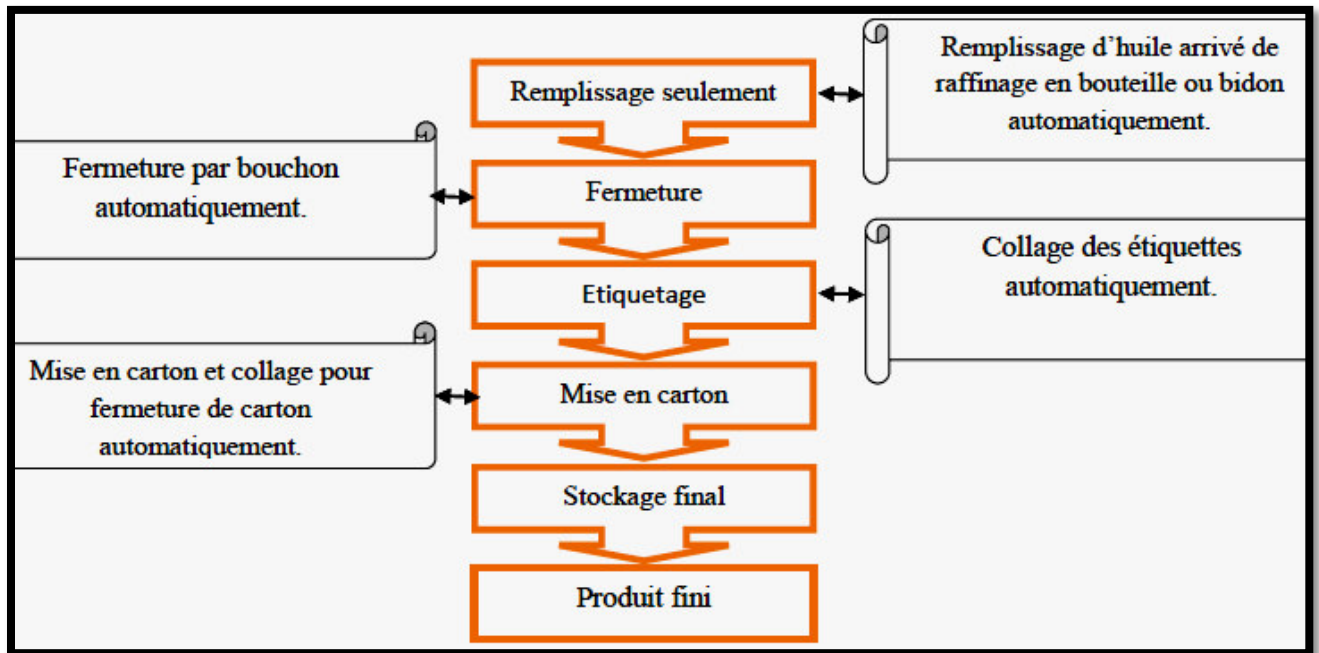 Remplissage seulement
Remplissage d’huile arrivé de
raffinage en bouteille ou bidon
automatiquement.
Fermeture par bouchon
automatiquement.
Fermeture
Etiquetage
Collage des étiquettes
automatiquement.
Mise en carton et collage pour
fermeture de carton
automatiquement.
Mise en carton
Stockage final
Produit fini